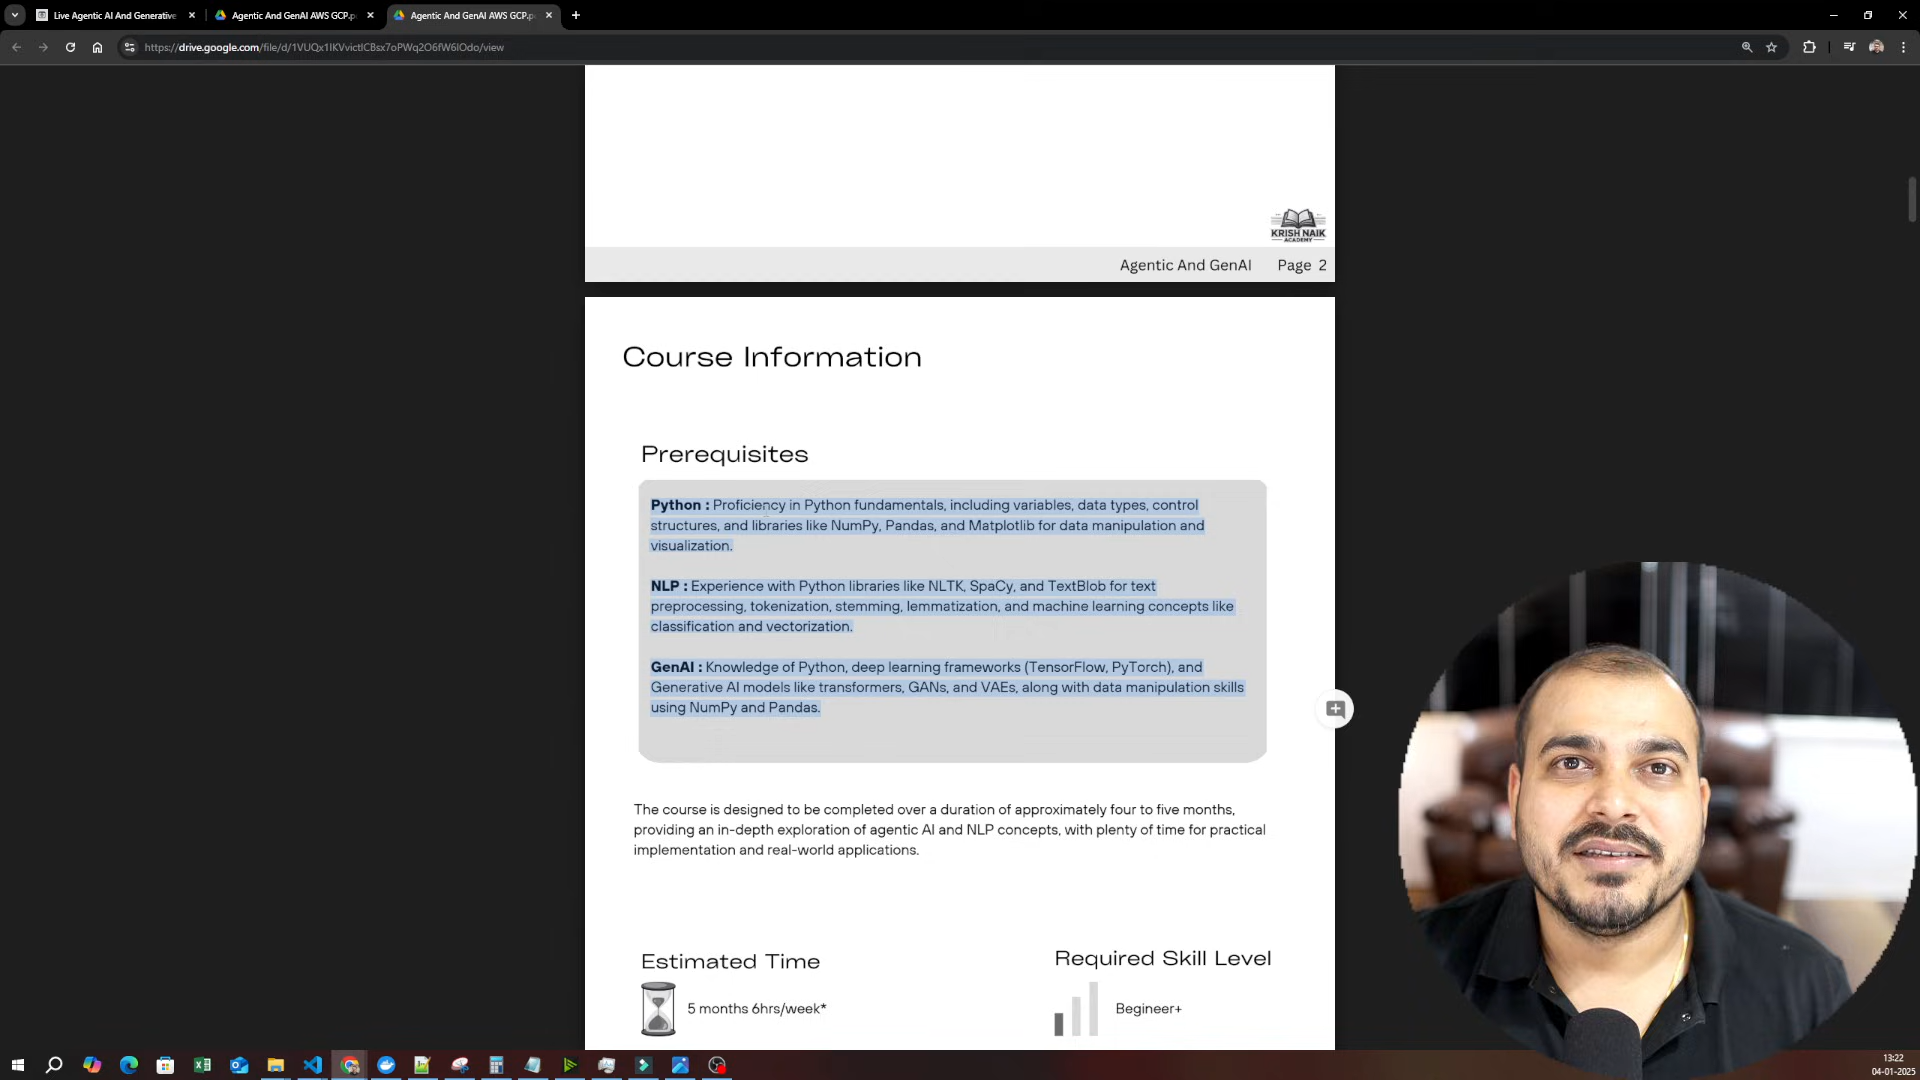 Live Agentic AI And Generative
Agentic And GenAI AWS GCP.p
Agentic And GenAI AWS GCP.p
https://drive.google.com/file/d/1VUQx1IKVvictICBsx7oPWq2O6fW6IOdo/view
KRISH NAIK
ACADEMY
Agentic And GenAI Page 2
Course Information
Prerequisites
Python : Proficiency in Python fundamentals, including variables, data types, control
structures, and libraries like NumPy, Pandas, and Matplotlib for data manipulation and
visualization.
NLP : Experience with Python libraries like NLTK, SpaCy, and TextBlob for text
preprocessing, tokenization, stemming, lemmatization, and machine learning concepts like
classification and vectorization.
GenAI : Knowledge of Python, deep learning frameworks (TensorFlow, PyTorch), and
Generative AI models like transformers, GANs, and VAEs, along with data manipulation skills
using NumPy and Pandas.
The course is designed to be completed over a duration of approximately four to five months,
providing an in-depth exploration of agentic AI and NLP concepts, with plenty of time for practical
implementation and real-world applications.
Estimated Time
5 months 6hrs/week*
Required Skill Level
Begineer+
13:22
04-01-2025